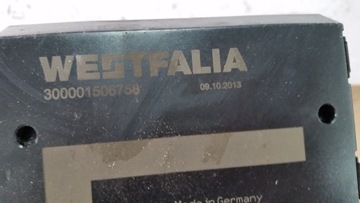 WESTFALIA
300001506758 09.10.2013
Made in Germany